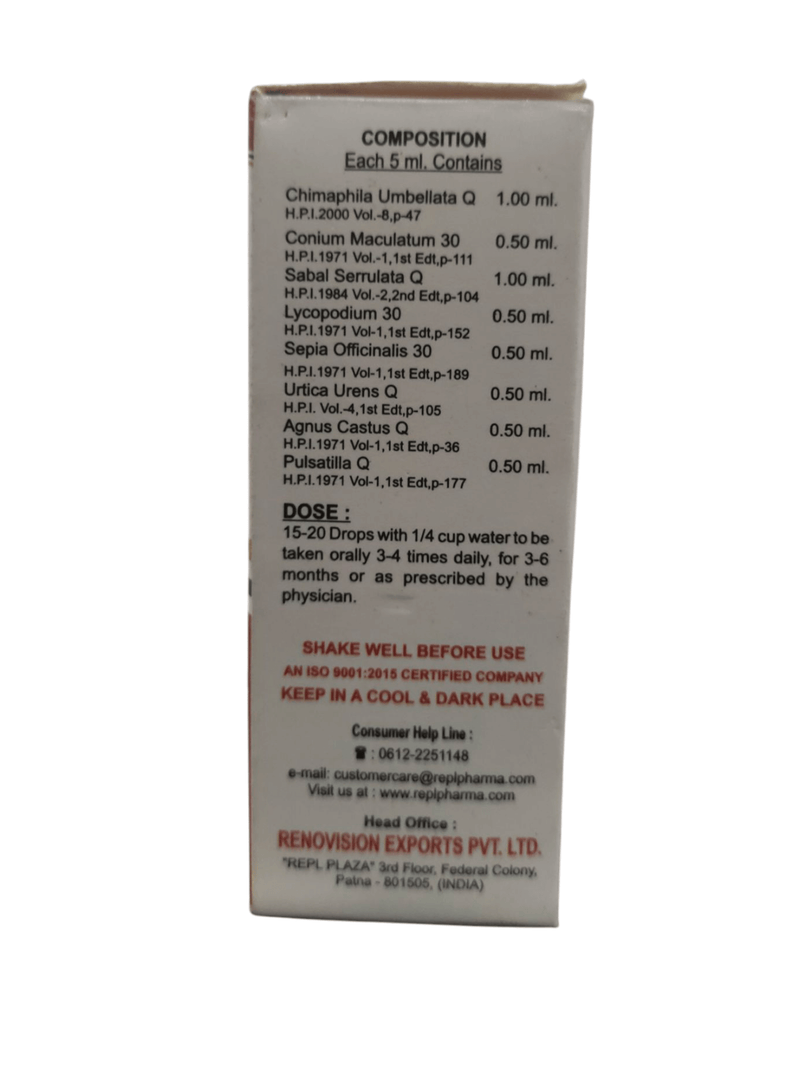 COMPOSITION
Each 5 ml. Contains
Chimaphila Umbellata Q 1.00 ml.
H.P.I.2000 Vol.-8,p-47
Conium Maculatum 30 0.50 ml.
H.P.I.1971 Vol.-1,1st Edt,p-111
Sabal Serrulata Q 1.00 ml.
H.P.I.1984 Vol.-2,2nd Edt,p-104
Lycopodium 30 0.50 ml.
H.P.I.1971 Vol-1,1st Edt,p-152
Sepia Officinalis 30 0.50 ml.
H.P.I.1971 Vol-1,1st Edt,p-189
Urtica Urens Q 0.50 ml.
H.P.I. Vol.-4,1st Edt,p-105
Agnus Castus Q 0.50 ml.
H.P.I.1971 Vol-1,1st Edt,p-36
Pulsatilla Q 0.50 ml.
H.P.I.1971 Vol-1,1st Edt,p-177
DOSE :
15-20 Drops with 1/4 cup water to be
taken orally 3-4 times daily, for 3-6
months or as prescribed by the
physician.
SHAKE WELL BEFORE USE
AN ISO 9001:2015 CERTIFIED COMPANY
KEEP IN A COOL & DARK PLACE
Consumer Help Line :
☎ : 0612-2251148
e-mail: customercare@replpharma.com
Visit us at : www.replpharma.com
Head Office :
RENOVISION EXPORTS PVT. LTD.
"REPL PLAZA" 3rd Floor, Federal Colony,
Patna - 801505, (INDIA)